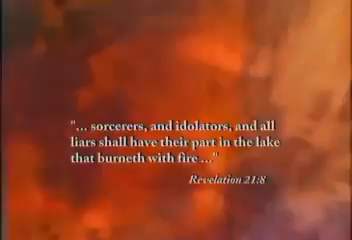 "... sorcerers, and idolators, and all
liars shall have their part in the lake
that burneth with fire ..."
Revelation 21:8